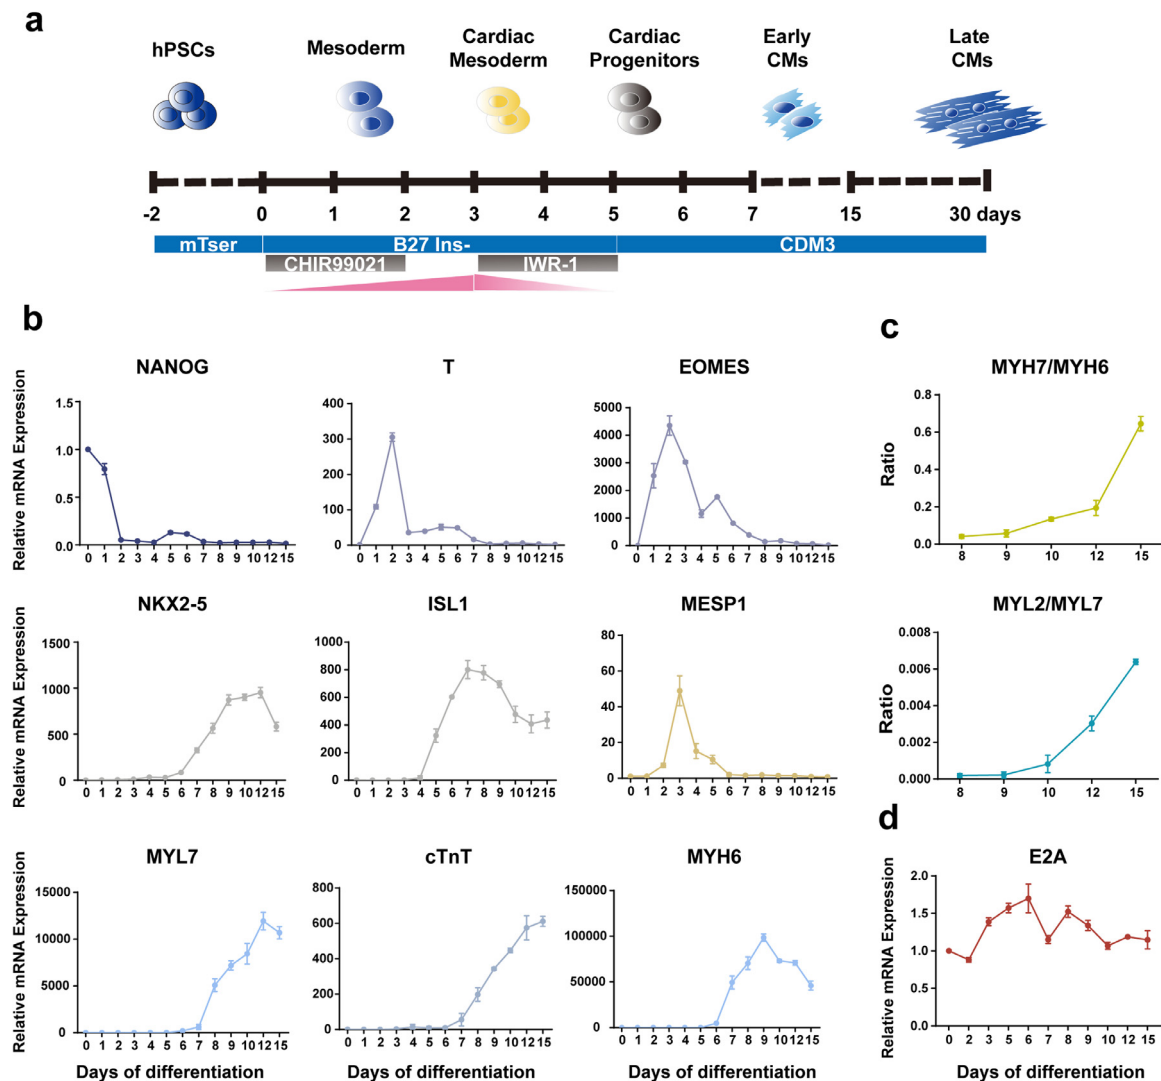 a
hPSCs Mesoderm Cardiac Mesoderm Cardiac Progenitors Early CMs Late CMs
-2 0 1 2 3 4 5 6 7 15 30 days
mTser B27 Ins- CDM3
CHIR99021 IWR-1
b
NANOG
Relative mRNA Expression
1.5
1.0
0.5
0.0
0 1 2 3 4 5 6 7 8 9 10 12 15
T
400
300
200
100
0
0 1 2 3 4 5 6 7 8 9 10 12 15
EOMES
5000
4000
3000
2000
1000
0
0 1 2 3 4 5 6 7 8 9 10 12 15
NKX2-5
Relative mRNA Expression
1500
1000
500
0
0 1 2 3 4 5 6 7 8 9 10 12 15
ISL1
1000
800
600
400
200
0
0 1 2 3 4 5 6 7 8 9 10 12 15
MESP1
80
60
40
20
0
0 1 2 3 4 5 6 7 8 9 10 12 15
MYL7
Relative mRNA Expression
15000
10000
5000
0
0 1 2 3 4 5 6 7 8 9 10 12 15
Days of differentiation
cTnT
800
600
400
200
0
0 1 2 3 4 5 6 7 8 9 10 12 15
Days of differentiation
MYH6
150000
100000
50000
0
0 1 2 3 4 5 6 7 8 9 10 12 15
Days of differentiation
c
MYH7/MYH6
Ratio
0.8
0.6
0.4
0.2
0.0
8 9 10 12 15
MYL2/MYL7
Ratio
0.008
0.006
0.004
0.002
0.000
8 9 10 12 15
d
E2A
Relative mRNA Expression
2.0
1.5
1.0
0.5
0.0
0 2 3 5 6 7 8 9 10 12 15
Days of differentiation